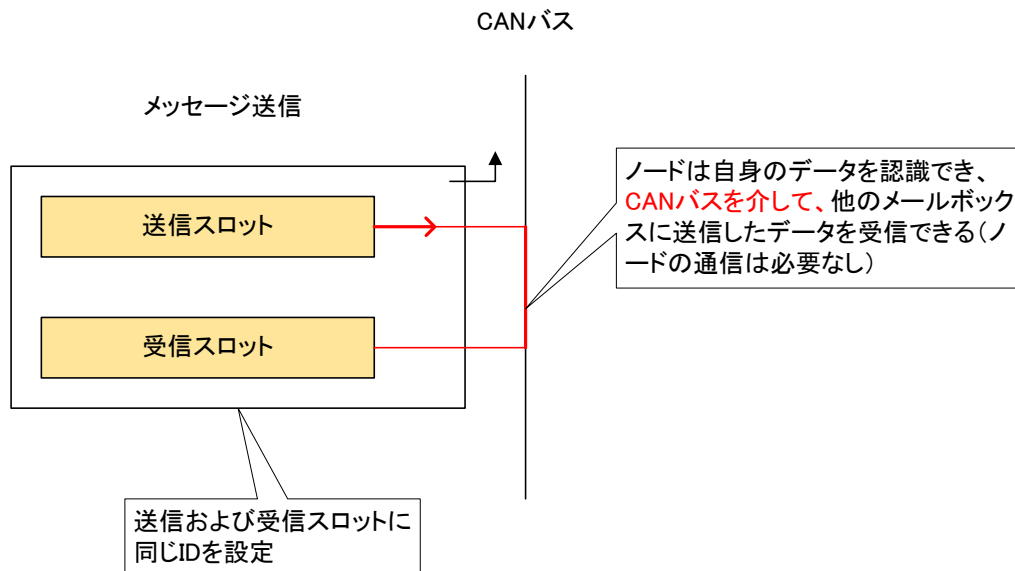 CANバス
メッセージ送信
送信スロット
受信スロット
ノードは自身のデータを認識でき、
CANバスを介して、他のメールボック
スに送信したデータを受信できる(ノ
ードの通信は必要なし)
送信および受信スロットに
同じIDを設定